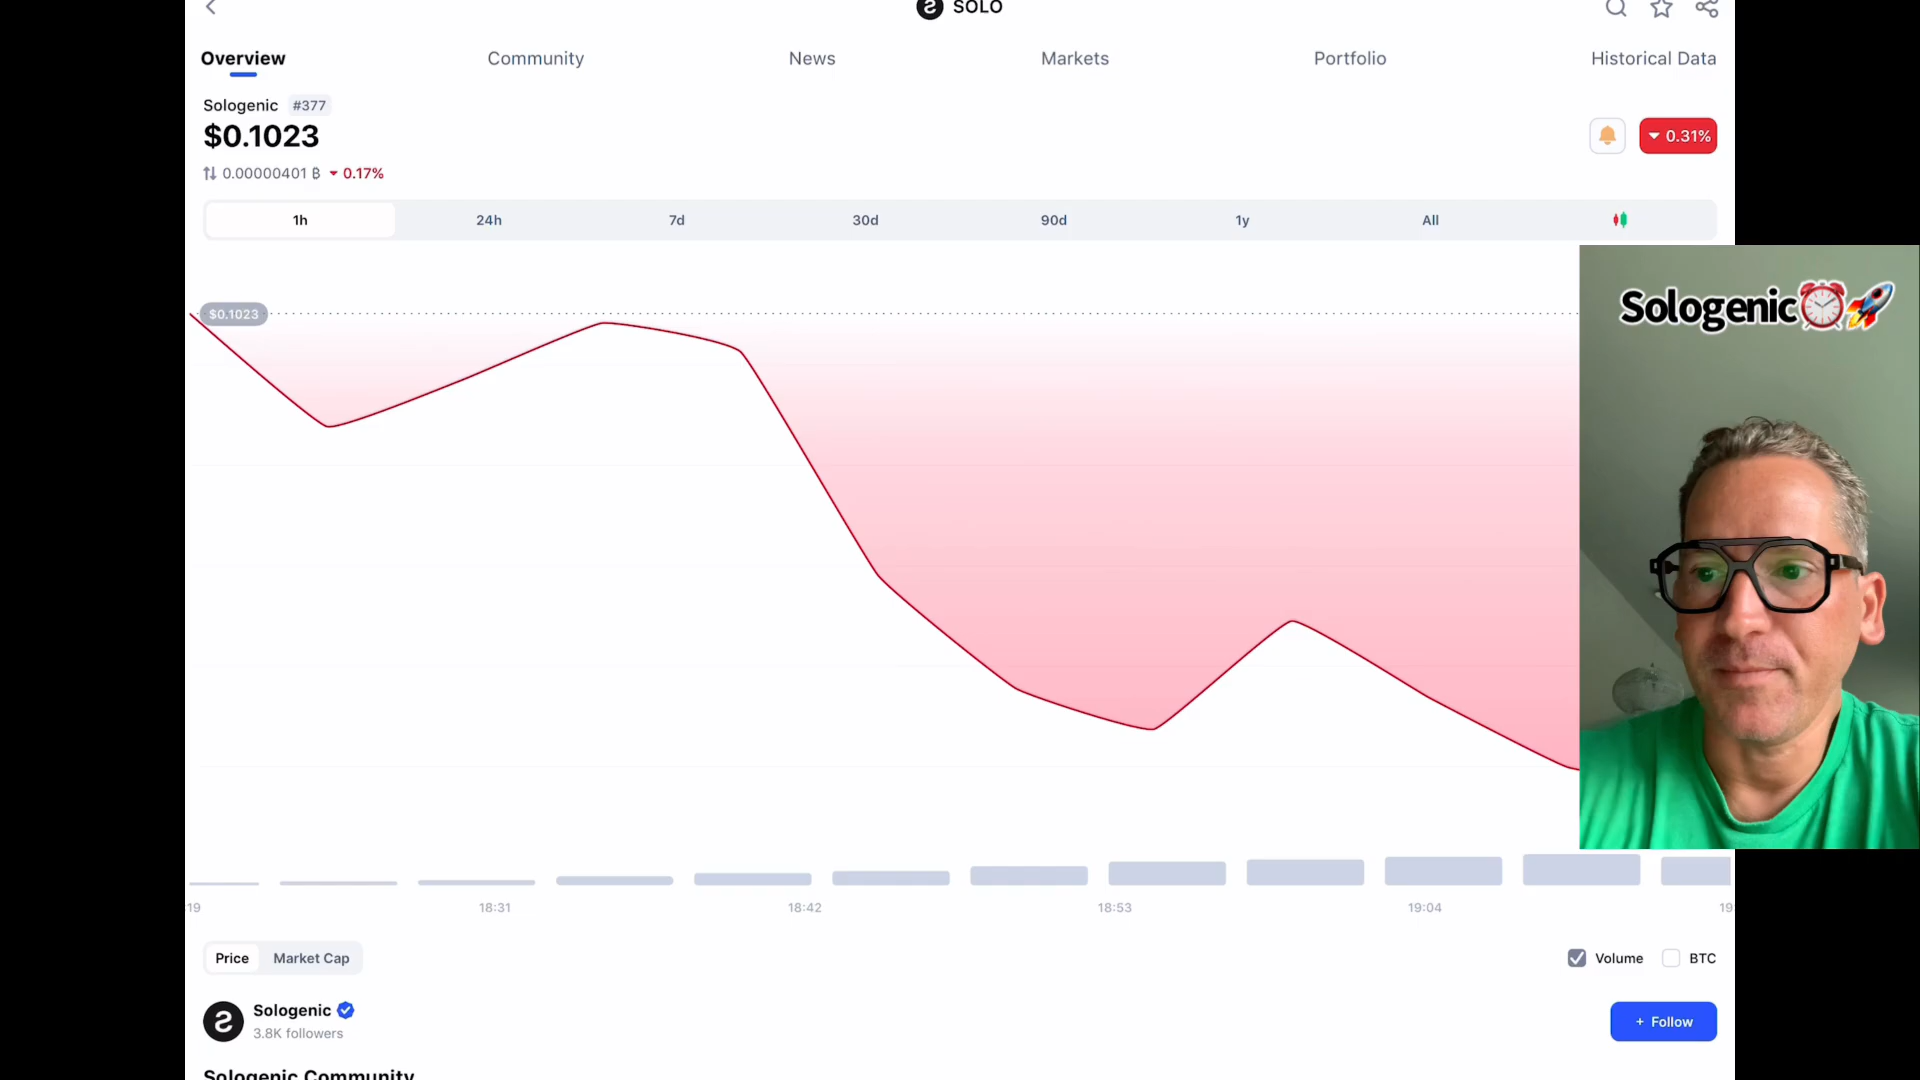 SOLO
Overview Community News Markets Portfolio Historical Data
Sologenic #377
$0.1023
0.31%
0.00000401 ₿ 0.17%
1h 24h 7d 30d 90d 1y All
Sologenic
$0.1023
19 18:31 18:42 18:53 19:04 19
Price Market Cap
Volume BTC
Sologenic
3.8K followers
+ Follow
Sologenic Community